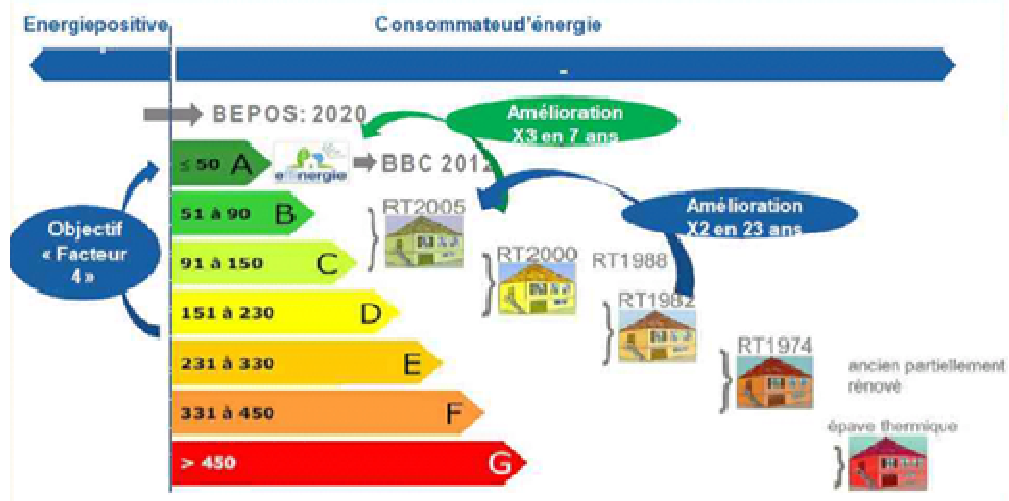 Energiepositive
Consommateud'énergie
BEPOS: 2020
Amélioration
X3 en 7 ans
≤ 50 A
effinergie
BBC 2012
51 à 90 B
RT2005
Amélioration
X2 en 23 ans
Objectif
« Facteur
4 »
91 à 150 C
RT2000
RT1988
151 à 230 D
RT1982
231 à 330 E
RT1974
ancien partiellement
rénové
331 à 450 F
épave thermique
> 450 G